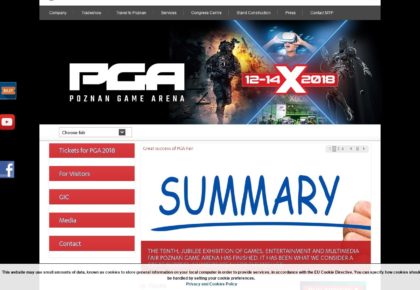 Company Tradeshow Travel to Poznan Services Congress Centre Stand Construction Press Contact MTP
PGA
POZNAN GAME ARENA
12-14 X 2018
Choose fair
Tickets for PGA 2018
For Visitors
GIC
Media
Contact
Great success of PGA Fair
SUMMARY
THE TENTH, JUBILEE EXHIBITION OF GAMES, ENTERTAINMENT AND MULTIMEDIA
FAIR POZNAN GAME ARENA HAS FINISHED. IT HAS BEEN WHAT WE CONSIDER A
This website may use small amounts of data, known as cookies to store general information on your local computer in order to provide services, in accordance with the EU Cookie Directive. You can specify how cookies should
be handled by setting your cookie preferences.
Privacy and Cookies Policy